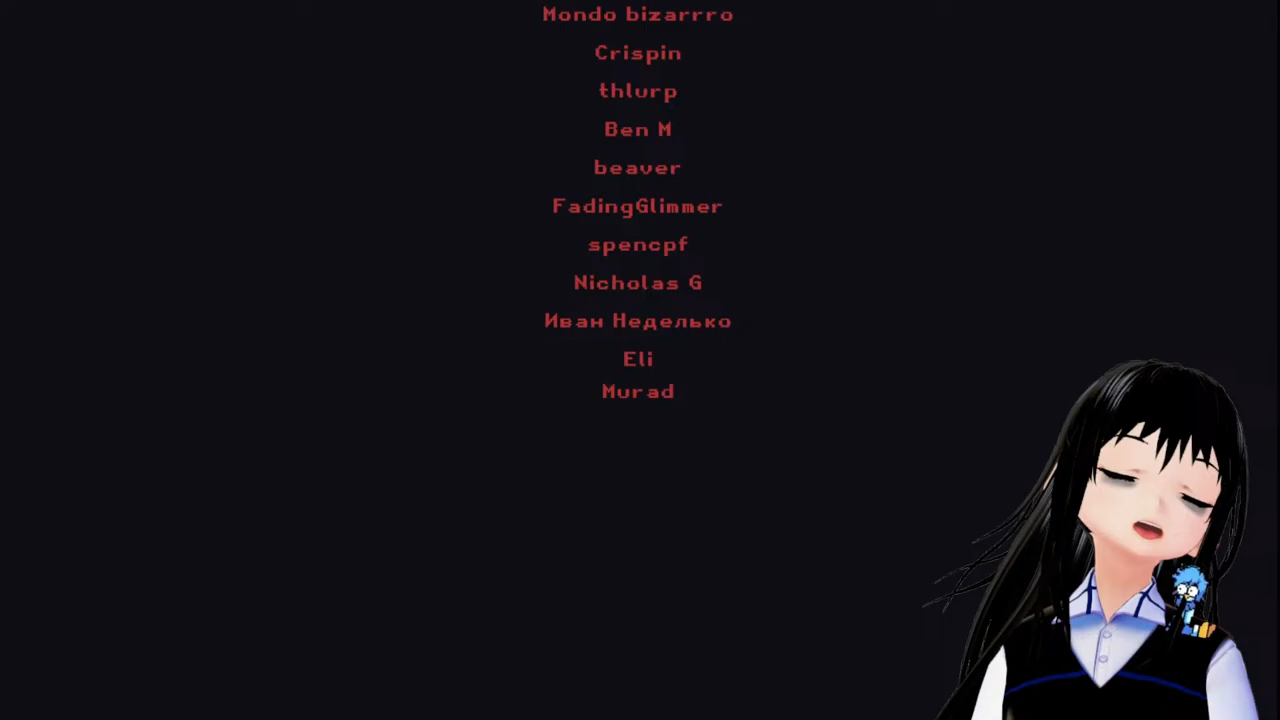 Mondo bizarrro
Crispin
thlurp
Ben M
beaver
FadingGlimmer
spencpf
Nicholas G
Иван Неделько
Eli
Murad